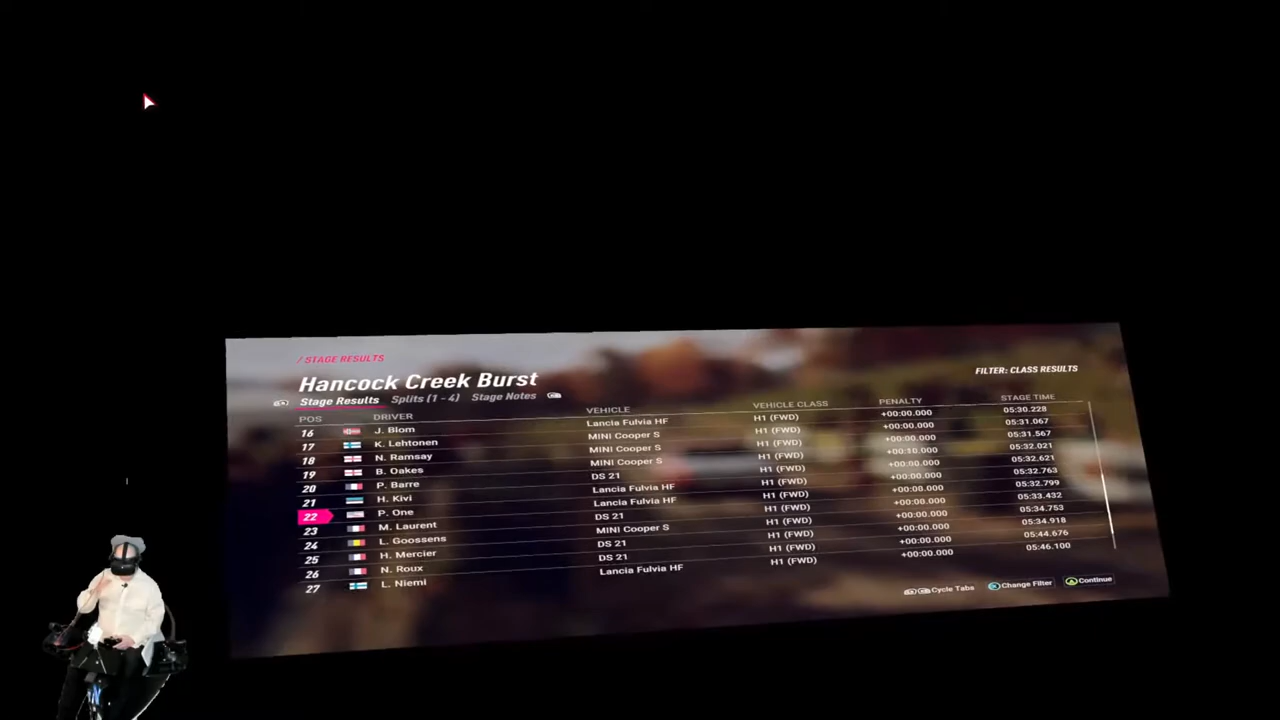 / STAGE RESULTS
Hancock Creek Burst
FILTER: CLASS RESULTS
Stage Results Splits (1 - 4) Stage Notes
POS DRIVER VEHICLE VEHICLE CLASS PENALTY STAGE TIME
16 J. Blom Lancia Fulvia HF H1 (FWD) +00:00.000 05:30.228
17 K. Lehtonen MINI Cooper S H1 (FWD) +00:00.000 05:31.067
18 N. Ramsay MINI Cooper S H1 (FWD) +00:00.000 05:31.567
19 B. Oakes MINI Cooper S H1 (FWD) +00:10.000 05:32.021
20 P. Barre DS 21 H1 (FWD) +00:00.000 05:32.621
21 H. Kivi Lancia Fulvia HF H1 (FWD) +00:00.000 05:32.763
22 P. One Lancia Fulvia HF H1 (FWD) +00:00.000 05:32.799
23 M. Laurent DS 21 H1 (FWD) +00:00.000 05:33.432
24 L. Goossens MINI Cooper S H1 (FWD) +00:00.000 05:34.753
25 H. Mercier DS 21 H1 (FWD) +00:00.000 05:34.918
26 N. Roux DS 21 H1 (FWD) +00:00.000 05:44.676
27 L. Niemi Lancia Fulvia HF H1 (FWD) +00:00.000 05:46.100
Cycle Tabs Change Filter Continue